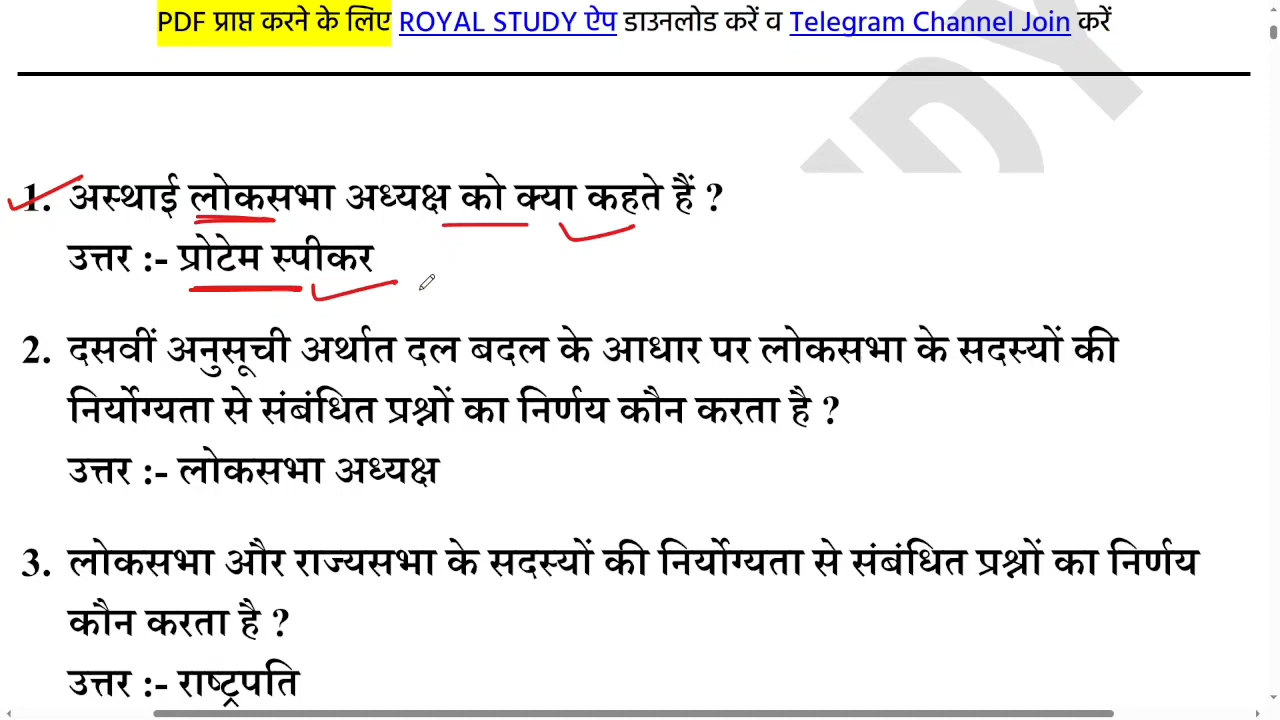 PDF प्राप्त करने के लिए ROYAL STUDY ऐप डाउनलोड करें व Telegram Channel Join करें
1. अस्थाई लोकसभा अध्यक्ष को क्या कहते हैं ?
उत्तर :- प्रोटेम स्पीकर
2. दसवीं अनुसूची अर्थात दल बदल के आधार पर लोकसभा के सदस्यों की
निर्योग्यता से संबंधित प्रश्नों का निर्णय कौन करता है ?
उत्तर :- लोकसभा अध्यक्ष
3. लोकसभा और राज्यसभा के सदस्यों की निर्योग्यता से संबंधित प्रश्नों का निर्णय
कौन करता है ?
उत्तर :- राष्ट्रपति